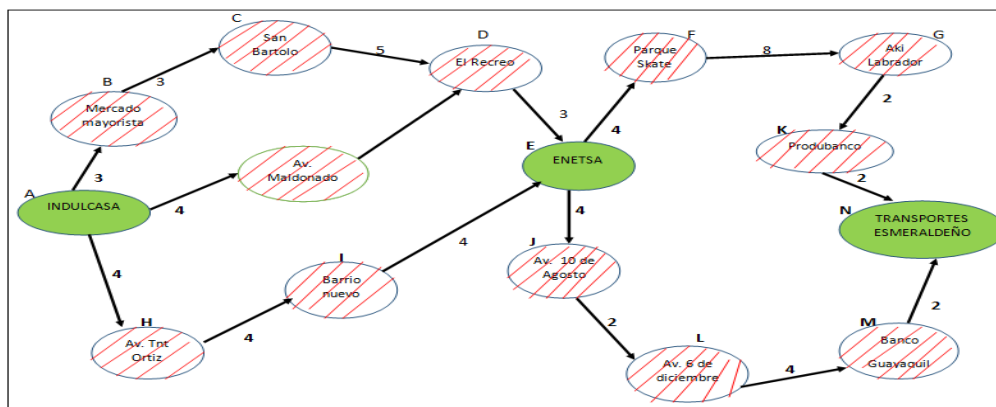 C
San
Bartolo
5
D
El Recreo
Parque
Skate
F
8
Aki
Labrador
G
B
3
Mercado
mayorista
3
4
2
K
Produbanco
A
INDULCASA
3
Av.
Maldonado
4
E
ENETSA
2
N
TRANSPORTES
ESMERALDEÑO
4
4
4
I
Barrio
nuevo
J
Av. 10 de
Agosto
2
H
Av. Tnt
Ortiz
4
2
L
Av. 6 de
diciembre
4
M
Banco
Guayaquil